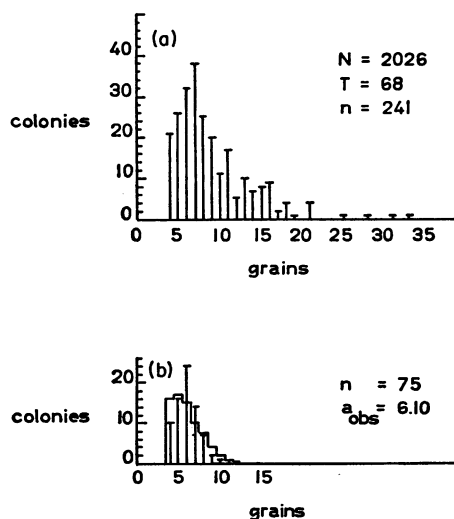 (a)
N = 2026
T = 68
n = 241
colonies
40
30
20
10
0
0 5 10 15 20 25 30 35
grains
(b)
n = 75
a obs = 6.10
colonies
20
10
0
0 5 10 15
grains